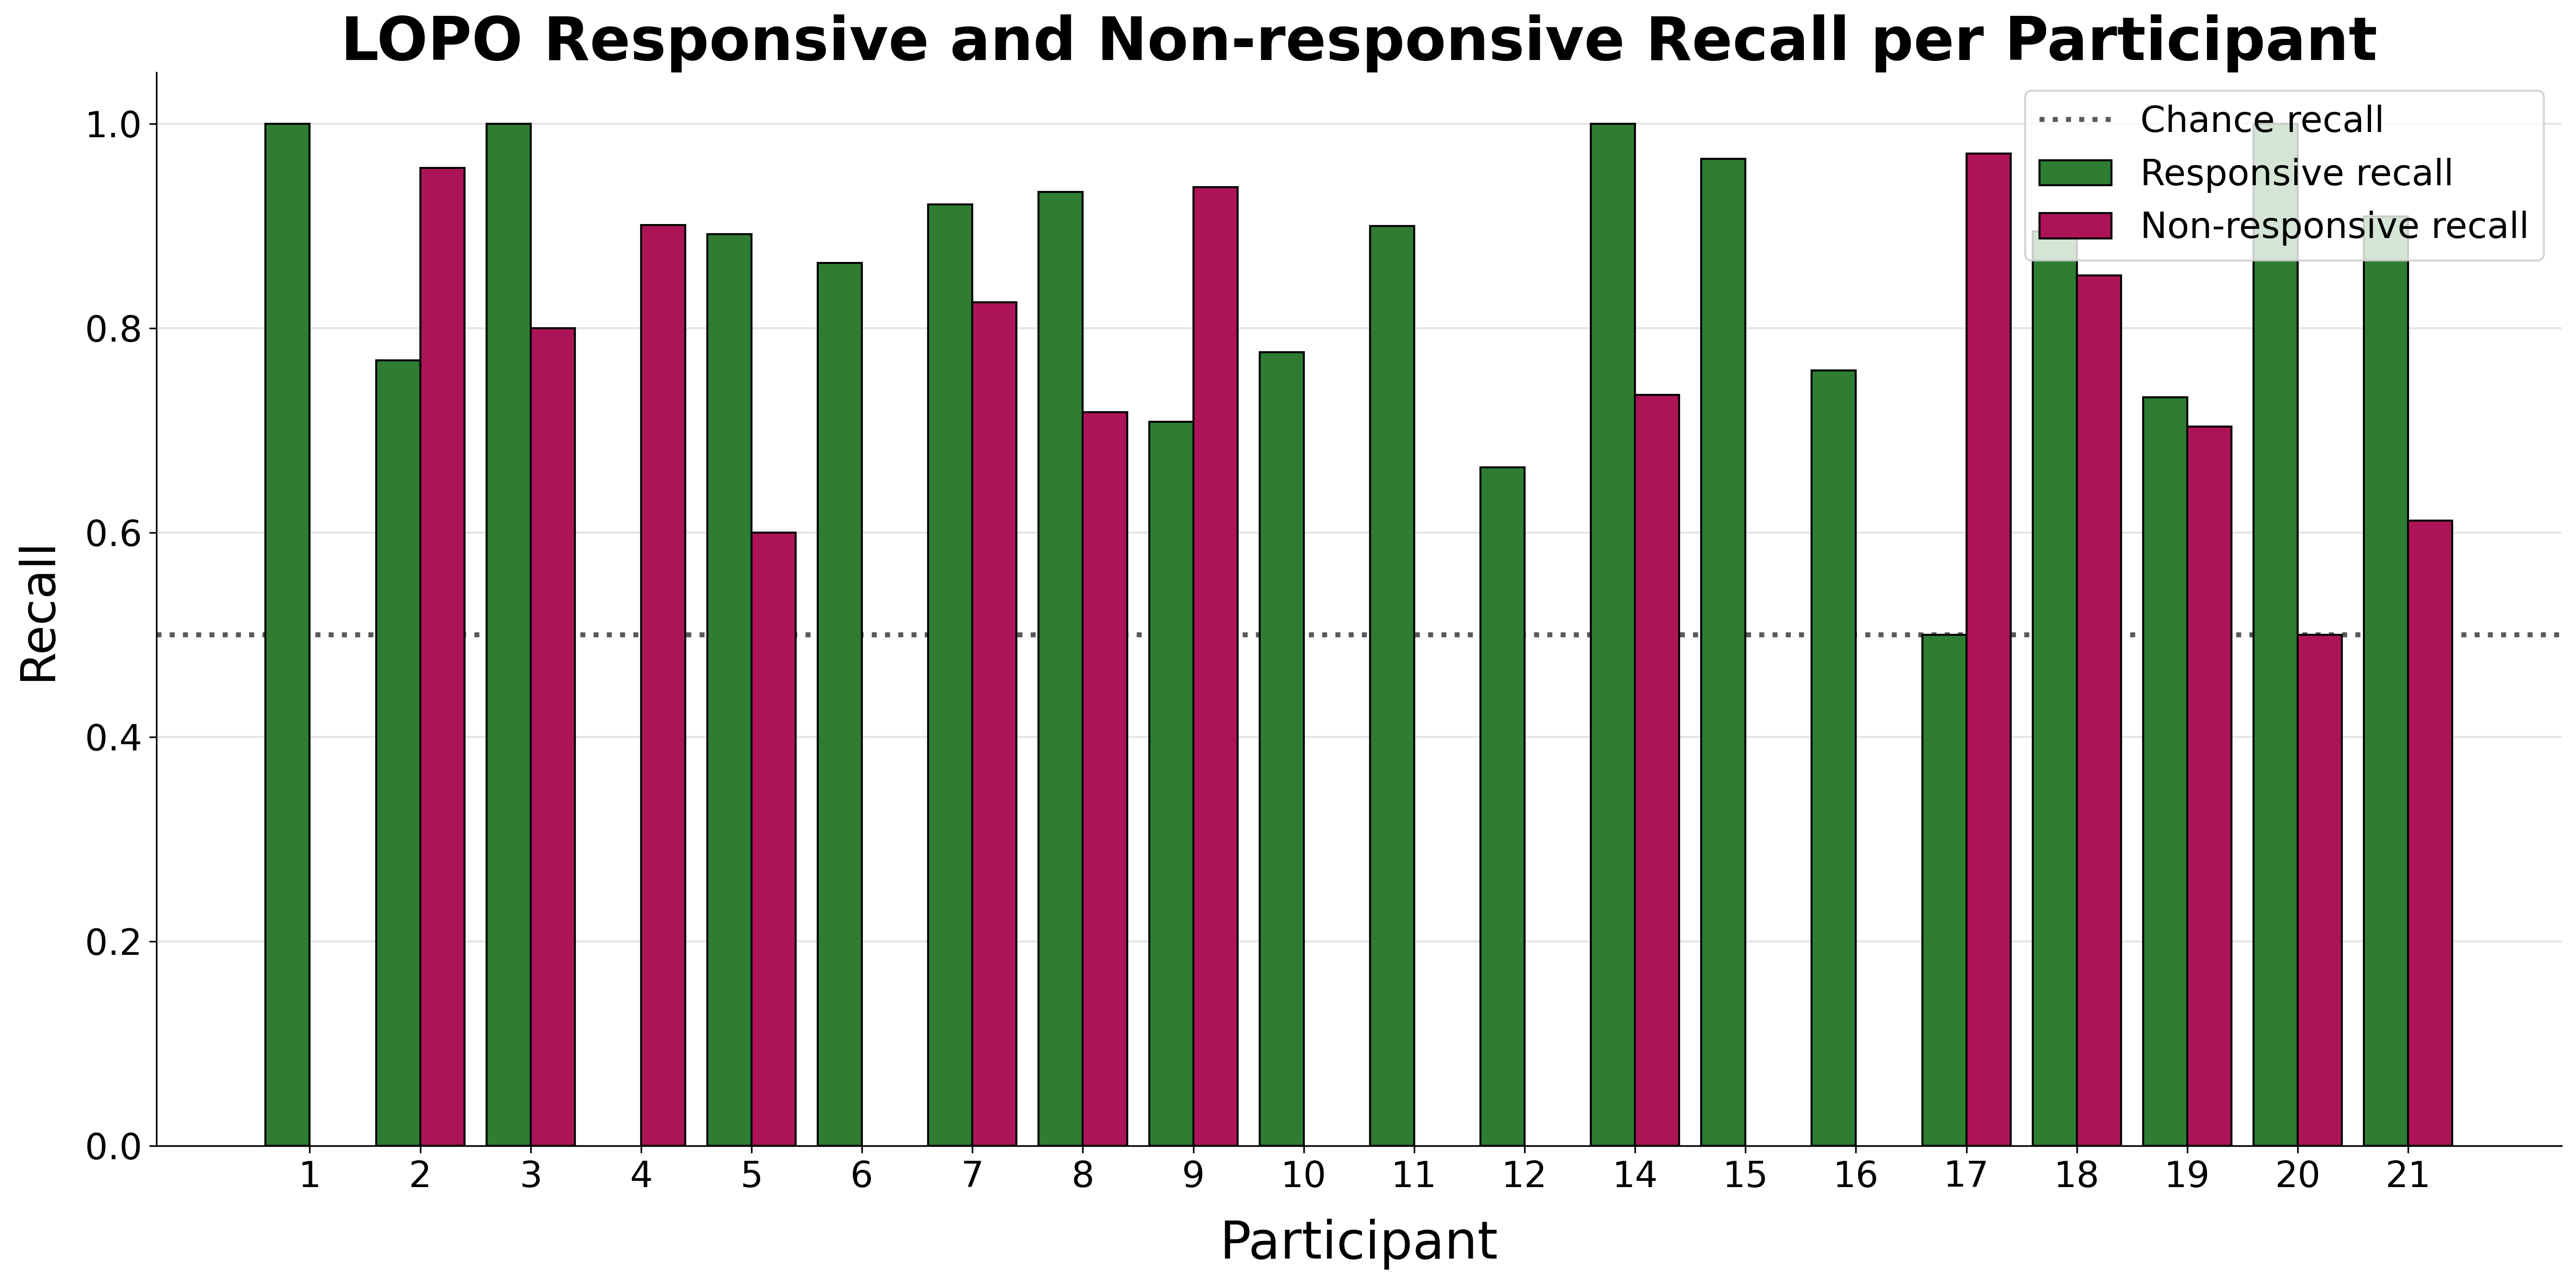 LOPO Responsive and Non-responsive Recall per Participant
Chance recall
Responsive recall
Non-responsive recall
Recall
1.0
0.8
0.6
0.4
0.2
0.0
1 2 3 4 5 6 7 8 9 10 11 12 14 15 16 17 18 19 20 21
Participant